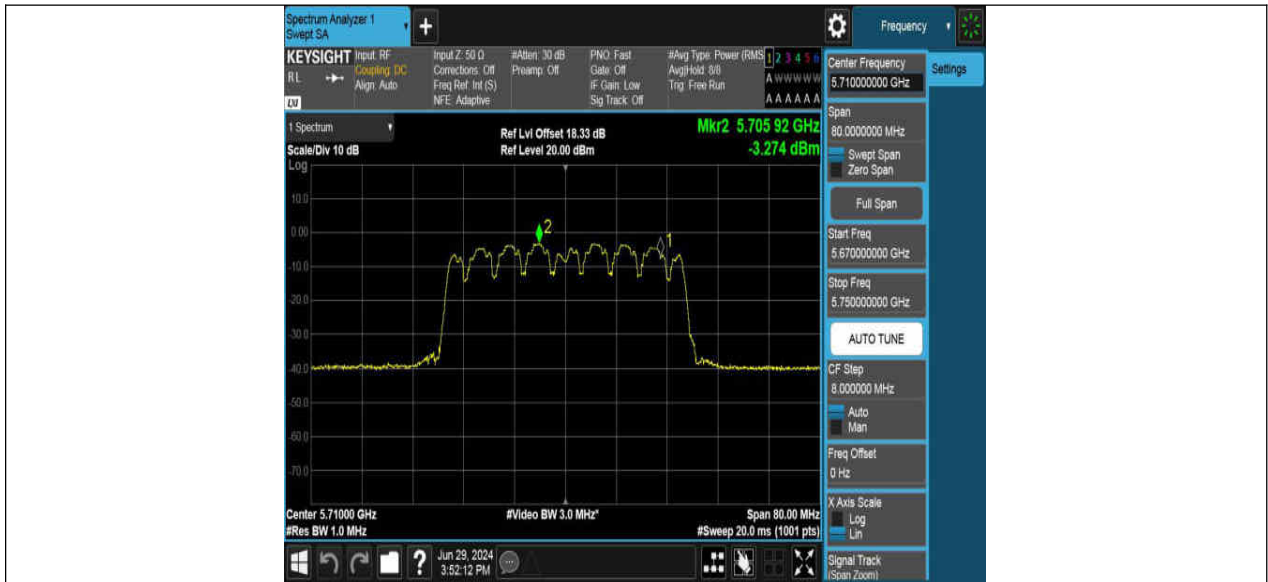 Spectrum Analyzer 1
Swept SA
+
Frequency
KEYSIGHT
RL
LXI
Input: RF
Coupling: DC
Align: Auto
Input Z: 50 Ω
Corrections: Off
Freq Ref: Int (S)
NFE: Adaptive
#Atten: 30 dB
Preamp: Off
PNO: Fast
Gate: Off
IF Gain: Low
Sig Track: Off
#Avg Type: Power (RMS
Avg|Hold: 8/8
Trig: Free Run
1 2 3 4 5 6
A W W W W W
A A A A A A
1 Spectrum
Scale/Div 10 dB
Ref Lvl Offset 18.33 dB
Ref Level 20.00 dBm
Mkr2 5.705 92 GHz
-3.274 dBm
Log
10.0
0.00
-10.0
-20.0
-30.0
-40.0
-50.0
-60.0
-70.0
2
1
Center 5.71000 GHz
#Res BW 1.0 MHz
#Video BW 3.0 MHz*
Span 80.00 MHz
#Sweep 20.0 ms (1001 pts)
?
Jun 29, 2024
3:52:12 PM
Center Frequency
5.710000000 GHz
Settings
Span
80.0000000 MHz
Swept Span
Zero Span
Full Span
Start Freq
5.670000000 GHz
Stop Freq
5.750000000 GHz
AUTO TUNE
CF Step
8.000000 MHz
Auto
Man
Freq Offset
0 Hz
X Axis Scale
Log
Lin
Signal Track
(Span Zoom)